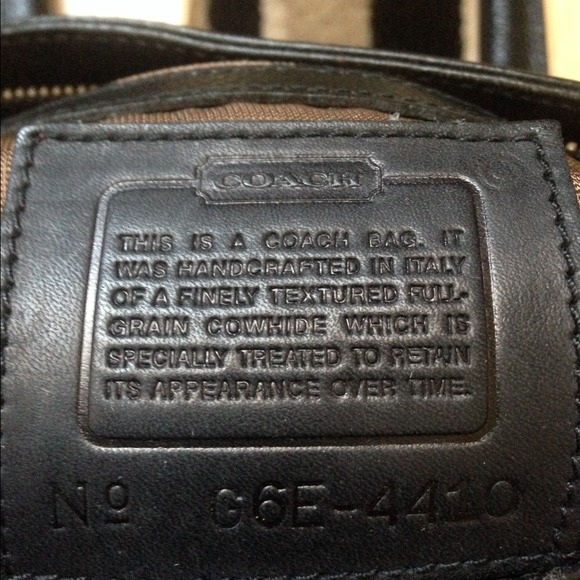 COACH
THIS IS A COACH BAG. IT
WAS HANDCRAFTED IN ITALY
OF A FINELY TEXTURED FULL-
GRAIN COWHIDE WHICH IS
SPECIALLY TREATED TO RETAIN
ITS APPEARANCE OVER TIME.
Nº G6E-4410